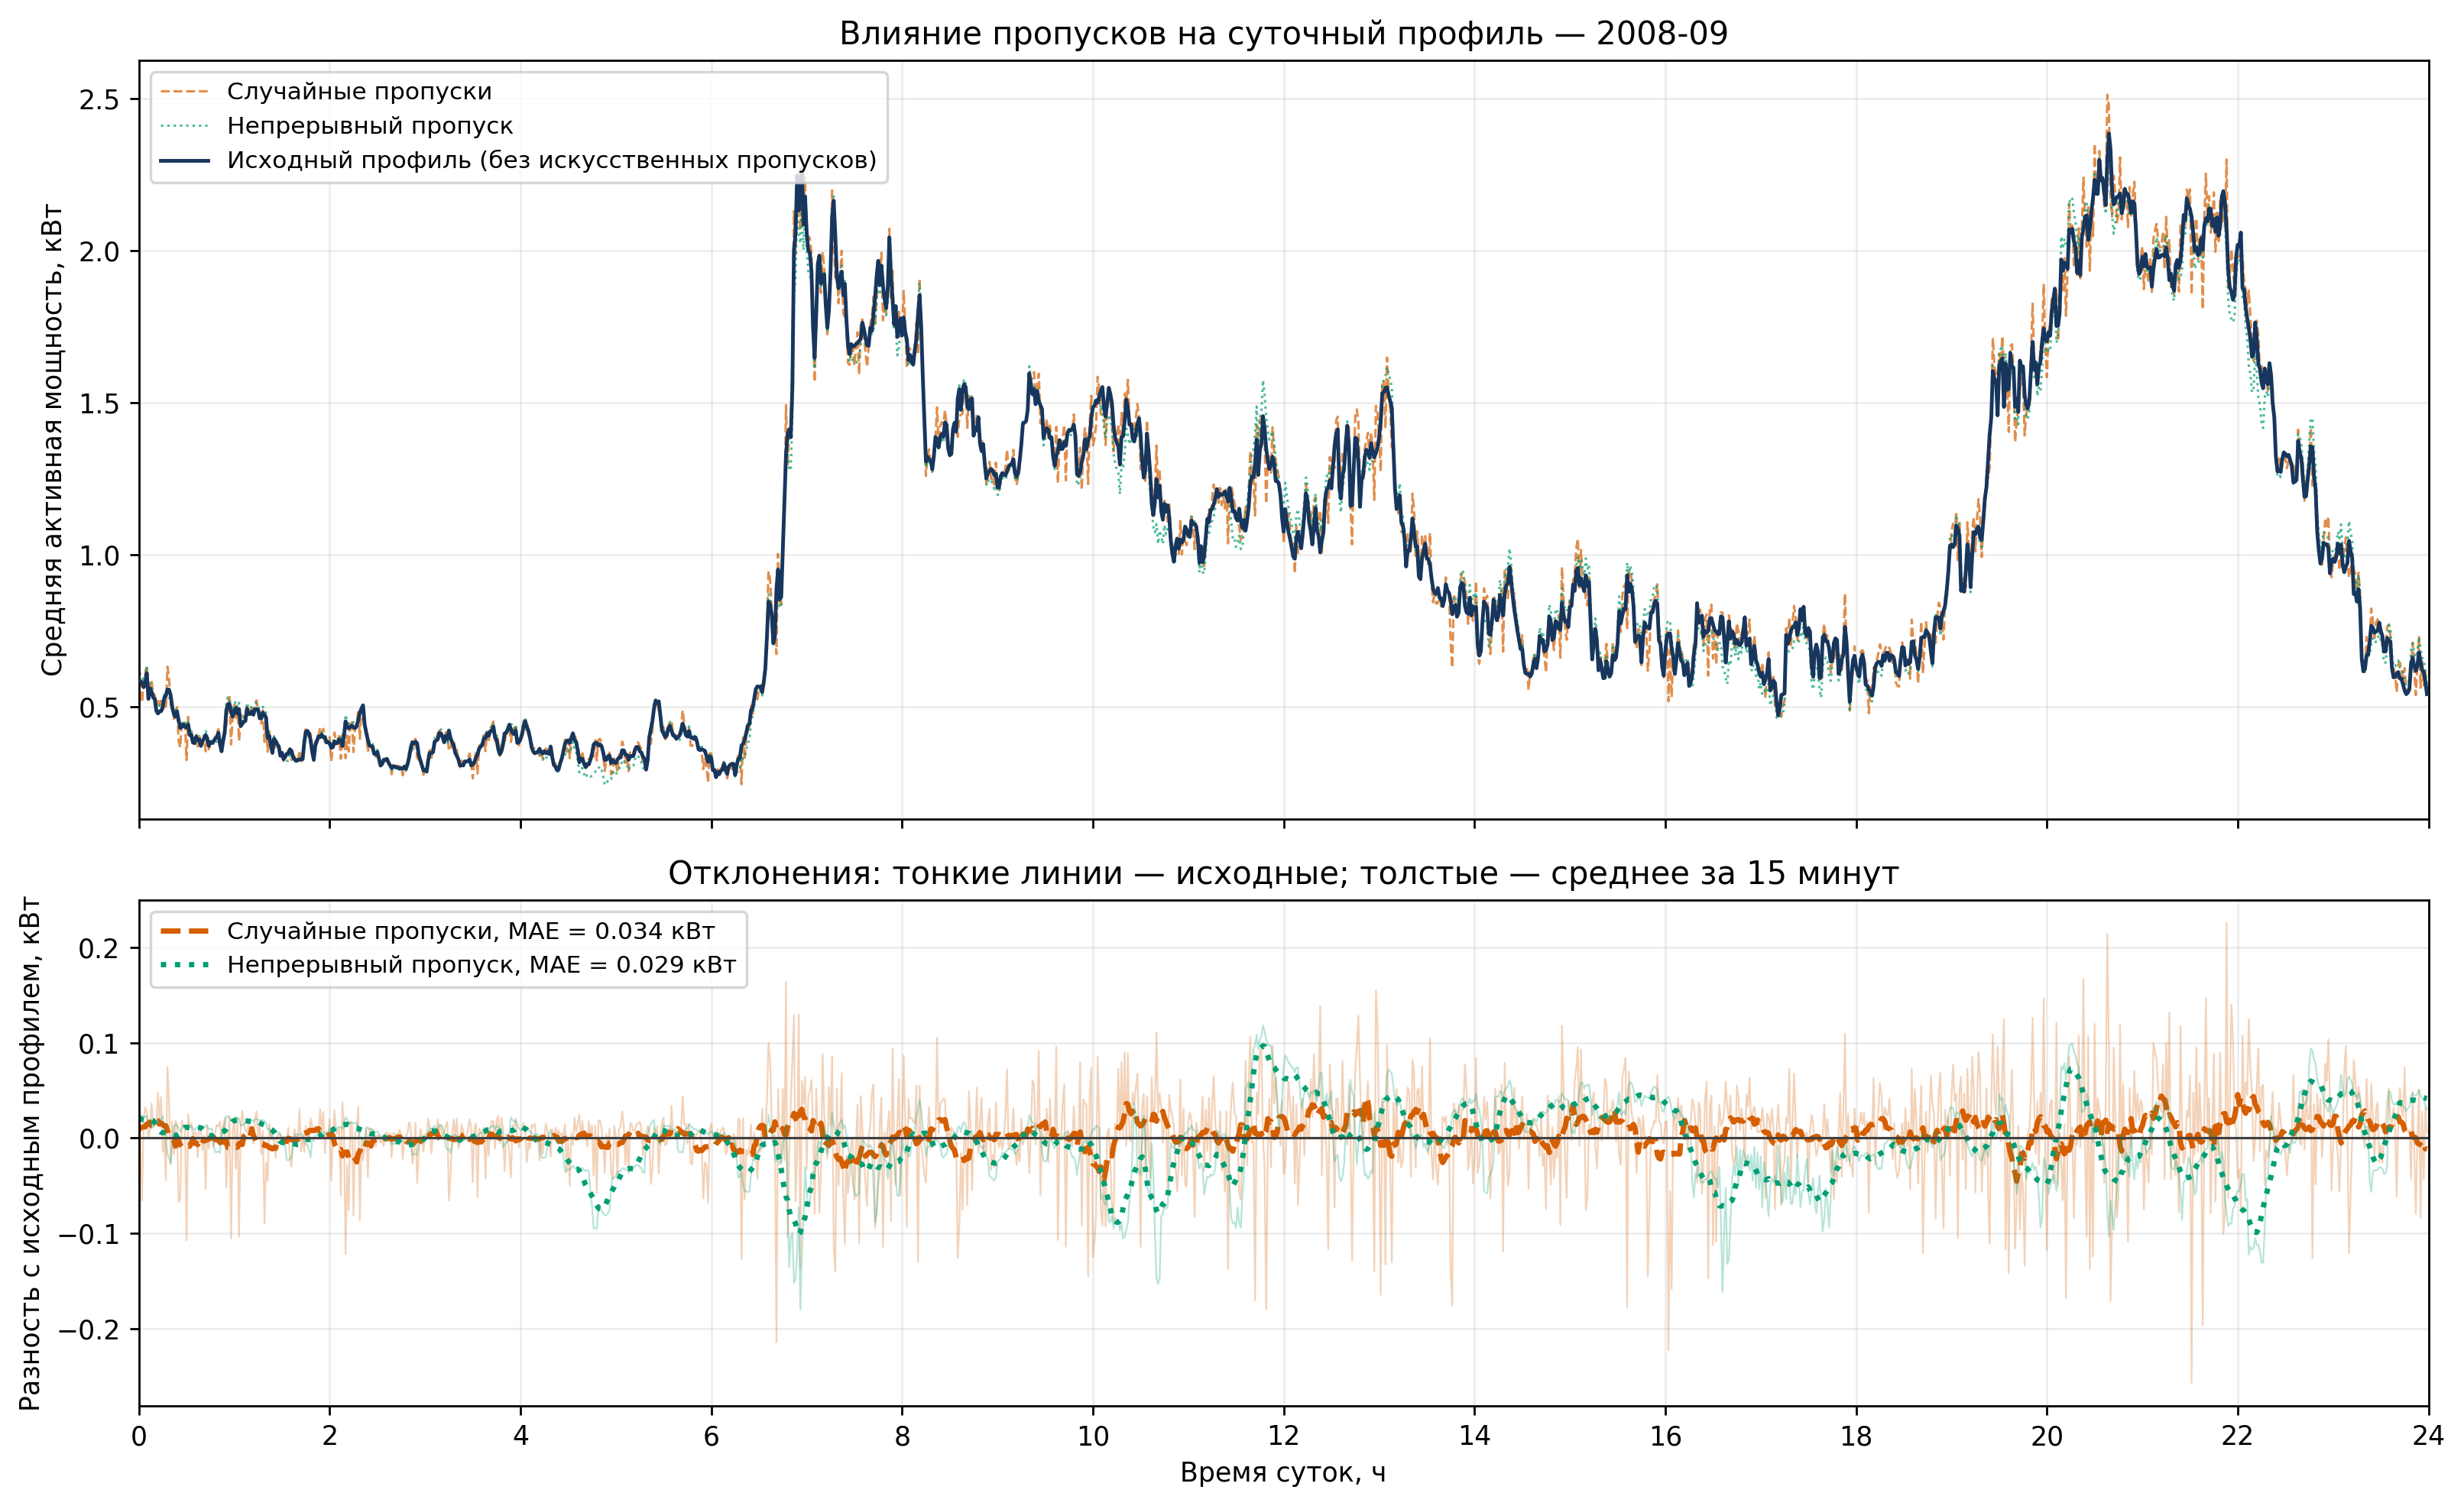 Влияние пропусков на суточный профиль — 2008-09
Случайные пропуски
Непрерывный пропуск
Исходный профиль (без искусственных пропусков)
Средняя активная мощность, кВт
2.5
2.0
1.5
1.0
0.5
Отклонения: тонкие линии — исходные; толстые — среднее за 15 минут
Случайные пропуски, MAE = 0.034 кВт
Непрерывный пропуск, MAE = 0.029 кВт
Разность с исходным профилем, кВт
0.2
0.1
0.0
−0.1
−0.2
0 2 4 6 8 10 12 14 16 18 20 22 24
Время суток, ч